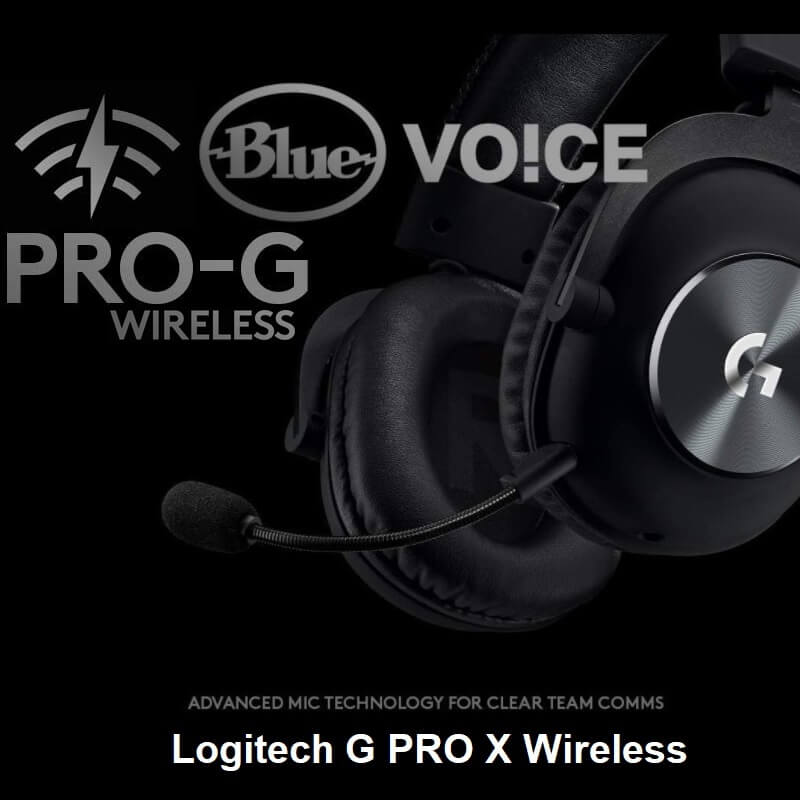 Blue VO!CE
PRO-G
WIRELESS
ADVANCED MIC TECHNOLOGY FOR CLEAR TEAM COMMS
Logitech G PRO X Wireless